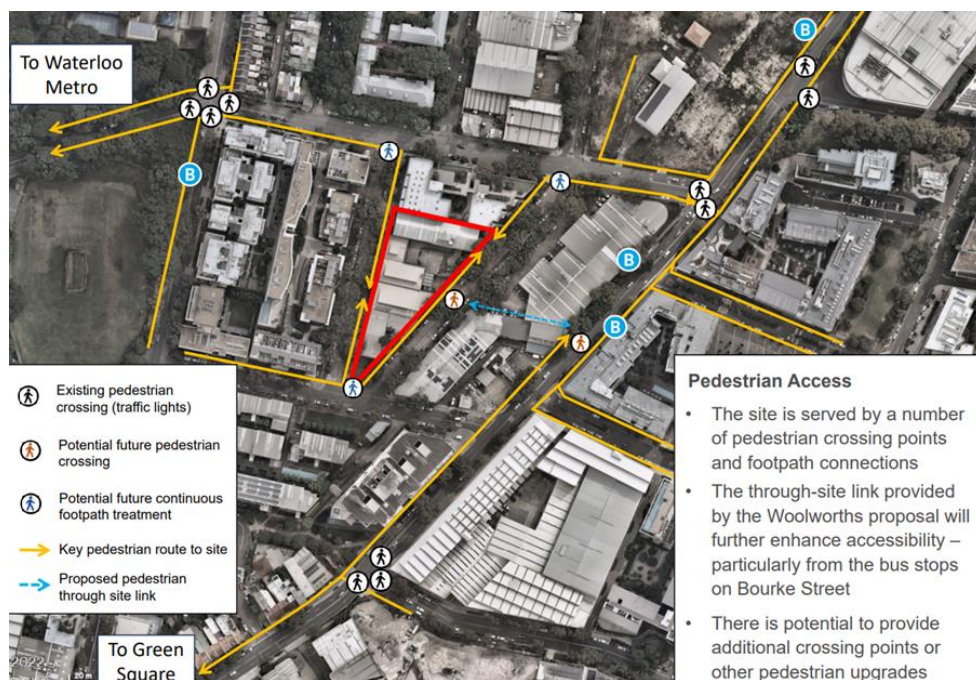 To Waterloo
Metro
B
B
B
B
Existing pedestrian
crossing (traffic lights)
Potential future pedestrian
crossing
Potential future continuous
footpath treatment
Key pedestrian route to site
Proposed pedestrian
through site link
Pedestrian Access
• The site is served by a number
of pedestrian crossing points
and footpath connections
• The through-site link provided
by the Woolworths proposal will
further enhance accessibility –
particularly from the bus stops
on Bourke Street
• There is potential to provide
additional crossing points or
other pedestrian upgrades
To Green
Square
2022
20 m